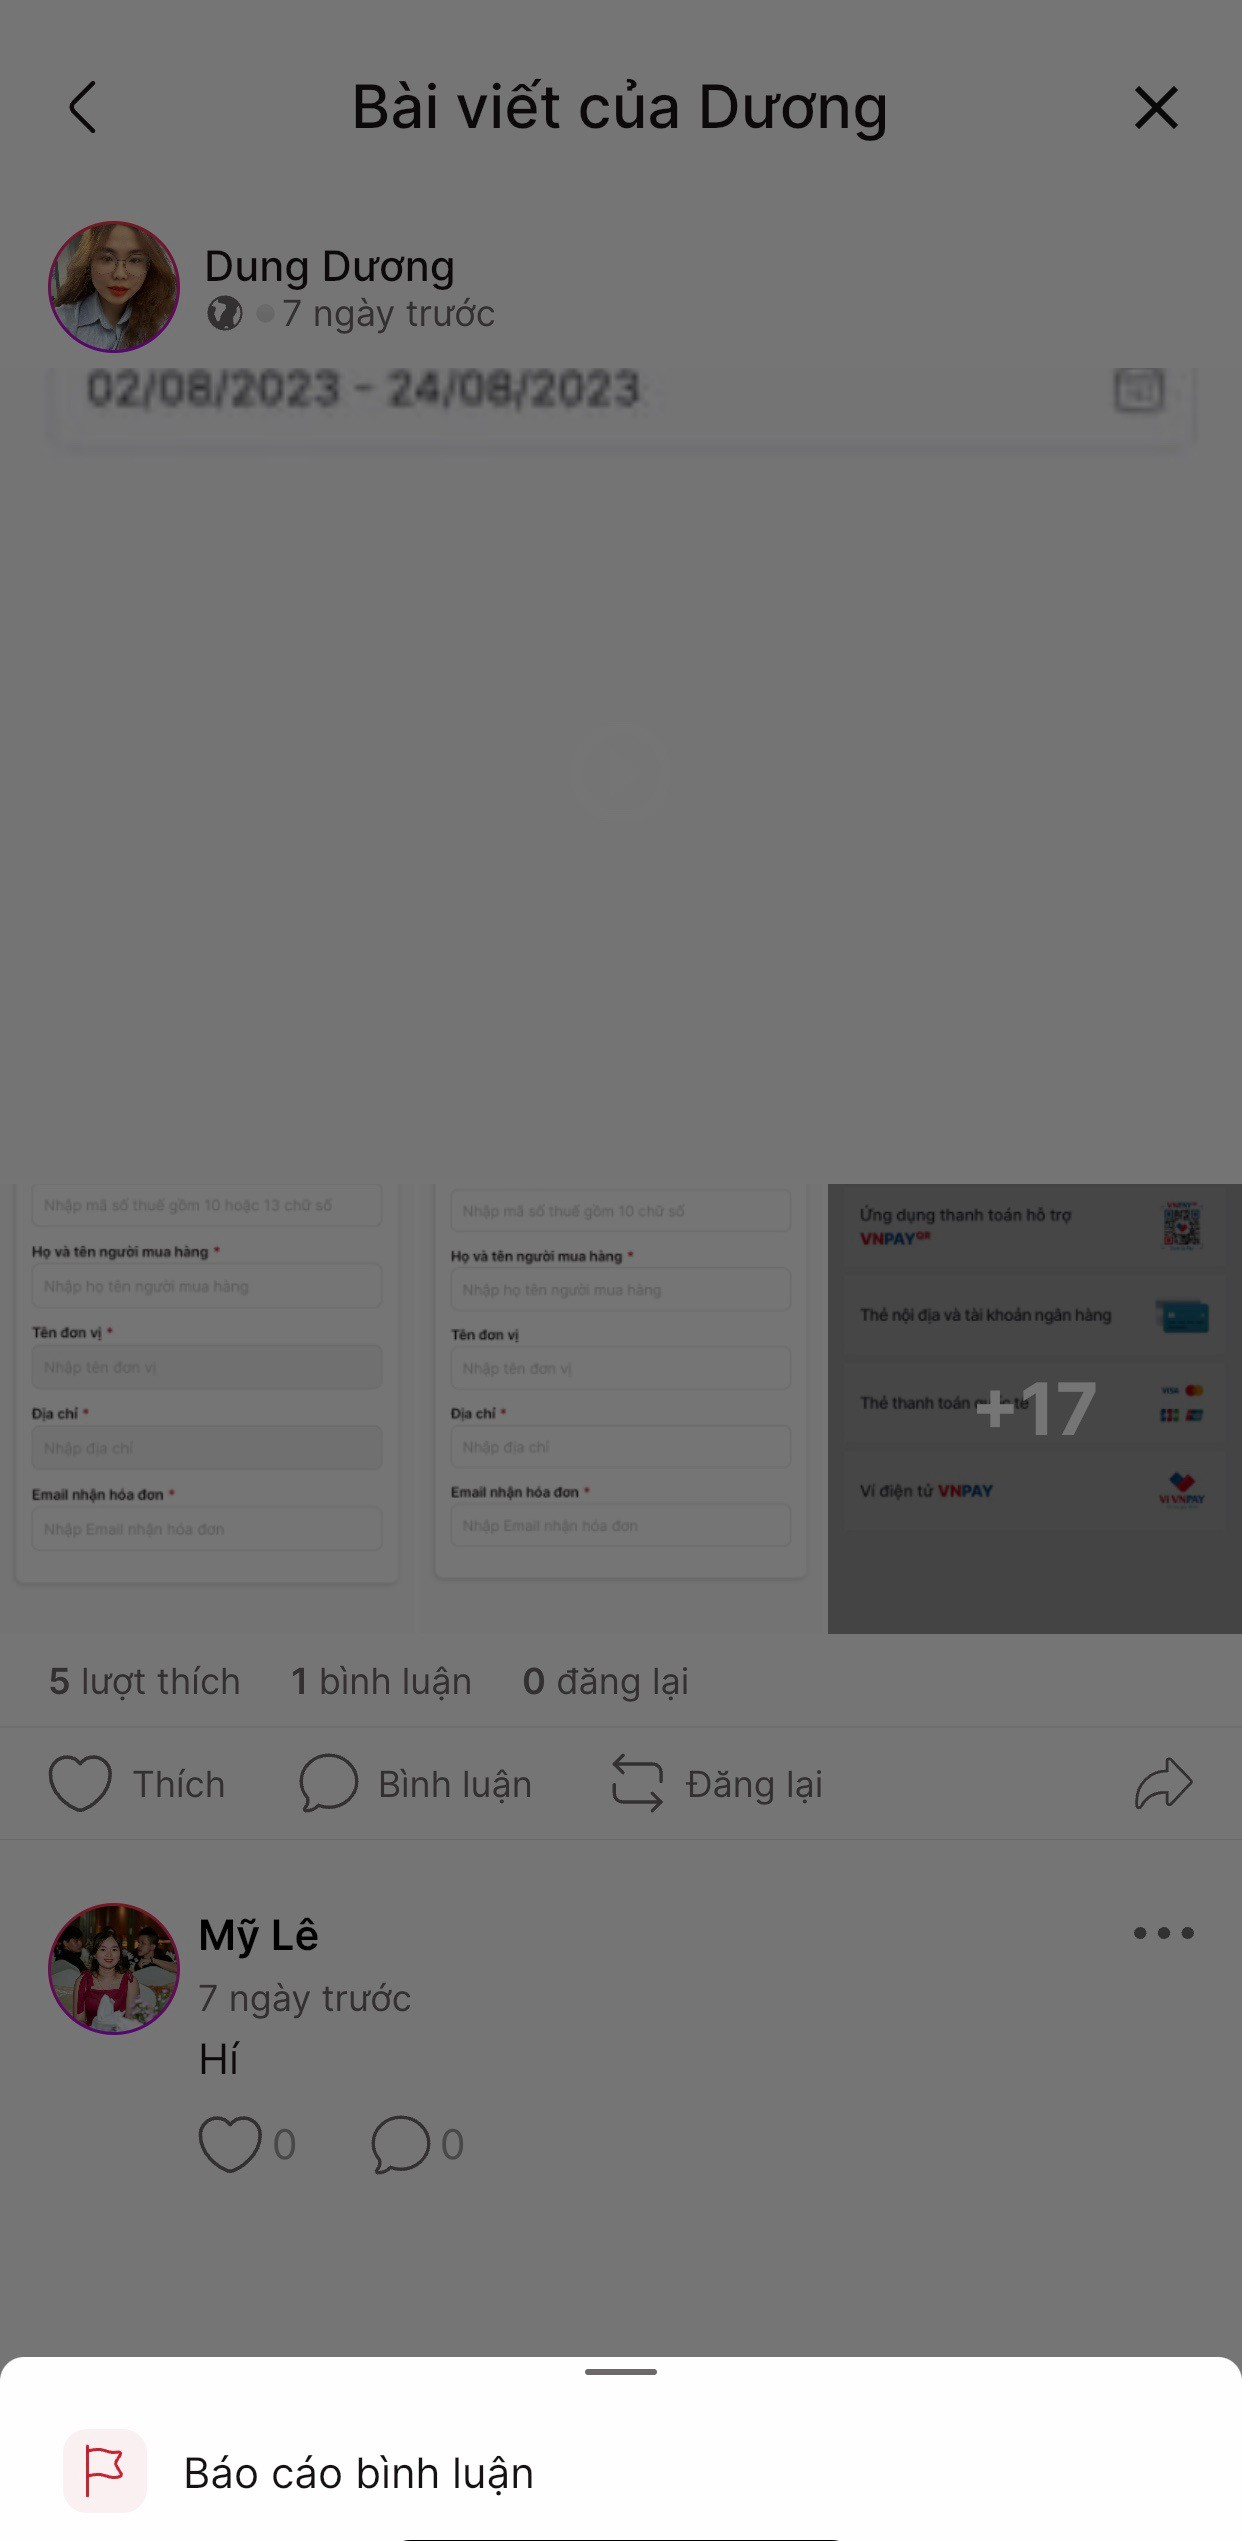 Bài viết của Dương
Dung Dương
7 ngày trước
02/08/2023 - 24/08/2023
Nhập mã số thuế gồm 10 hoặc 13 chữ số
Họ và tên người mua hàng *
Nhập họ tên người mua hàng
Tên đơn vị *
Nhập tên đơn vị
Địa chỉ *
Nhập địa chỉ
Email nhận hóa đơn *
Nhập Email nhận hóa đơn
Nhập mã số thuế gồm 10 chữ số
Họ và tên người mua hàng *
Nhập họ tên người mua hàng
Tên đơn vị
Nhập tên đơn vị
Địa chỉ *
Nhập địa chỉ
Email nhận hóa đơn *
Nhập Email nhận hóa đơn
Ứng dụng thanh toán hỗ trợ
VNPAYQR
Thẻ nội địa và tài khoản ngân hàng
Thẻ thanh toán quốc tế
VISA
+17
Ví điện tử VNPAY
Ví VNPAY
5 lượt thích 1 bình luận 0 đăng lại
Thích Bình luận Đăng lại
Mỹ Lê
7 ngày trước
Hí
0 0
Báo cáo bình luận